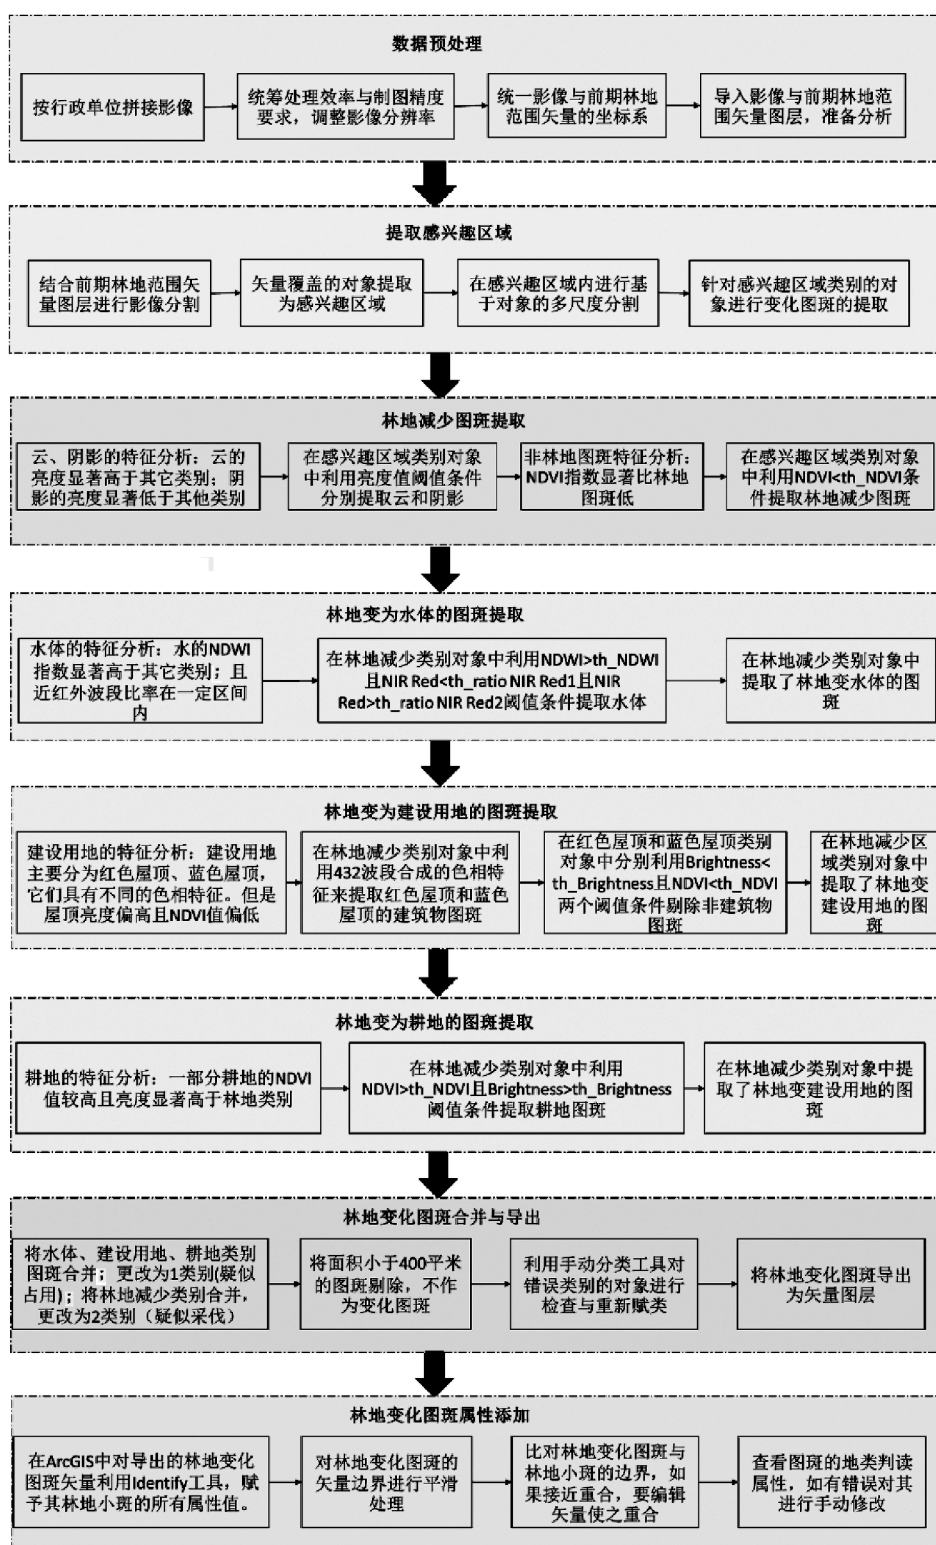 数据预处理
按行政单位拼接影像
统筹处理效率与制图精度
要求，调整影像分辨率
统一影像与前期林地
范围矢量的坐标系
导入影像与前期林地范
围矢量图层，准备分析
提取感兴趣区域
结合前期林地范围矢
量图层进行影像分割
矢量覆盖的对象提取
为感兴趣区域
在感兴趣区域内进行基
于对象的多尺度分割
针对感兴趣区域类别的对
象进行变化图斑的提取
林地减少图斑提取
云、阴影的特征分析：云的
亮度显著高于其它类别；阴
影的亮度显著低于其他类别
在感兴趣区域类别对象
中利用亮度值阈值条件
分别提取云和阴影
非林地图斑特征分析：
NDVI指数显著比林地
图斑低
在感兴趣区域类别对象
中利用NDVI<th_NDVI条
件提取林地减少图斑
林地变为水体的图斑提取
水体的特征分析：水的NDWI
指数显著高于其它类别；且
近红外波段比率在一定区间
内
在林地减少类别对象中利用NDWI>th_NDWI
且NIR Red<th_ratio NIR Red1且NIR
Red>th_ratio NIR Red2阈值条件提取水体
在林地减少类别对象中
提取了林地变水体的图
斑
林地变为建设用地的图斑提取
建设用地的特征分析：建设用地
主要分为红色屋顶、蓝色屋顶，
它们具有不同的色相特征。但是
屋顶亮度偏高且NDVI值偏低
在林地减少类别对象中利
用432波段合成的色相特
征来提取红色屋顶和蓝色
屋顶的建筑物图斑
在红色屋顶和蓝色屋顶类别
对象中分别利用Brightness<
th_Brightness且NDVI<th_NDVI
两个阈值条件剔除非建筑物
图斑
在林地减少区
域类别对象中
提取了林地变
建设用地的图
斑
林地变为耕地的图斑提取
耕地的特征分析：一部分耕地的NDVI
值较高且亮度显著高于林地类别
在林地减少类别对象中利用
NDVI>th_NDVI且Brightness>th_Brightness
阈值条件提取耕地图斑
在林地减少类别对象中提
取了林地变建设用地的图
斑
林地变化图斑合并与导出
将水体、建设用地、耕地类别
图斑合并；更改为1类别(疑似
占用)；将林地减少类别合并，
更改为2类别（疑似采伐）
将面积小于400平米
的图斑剔除，不作
为变化图斑
利用手动分类工具对
错误类别的对象进行
检查与重新赋类
将林地变化图斑导出
为矢量图层
林地变化图斑属性添加
在ArcGIS中对导出的林地变化
图斑矢量利用Identify工具，赋
予其林地小斑的所有属性值。
对林地变化图斑的
矢量边界进行平滑
处理
比对林地变化图斑与
林地小斑的边界，如
果接近重合，要编辑
矢量使之重合
查看图斑的地类判读
属性，如有错误对其
进行手动修改